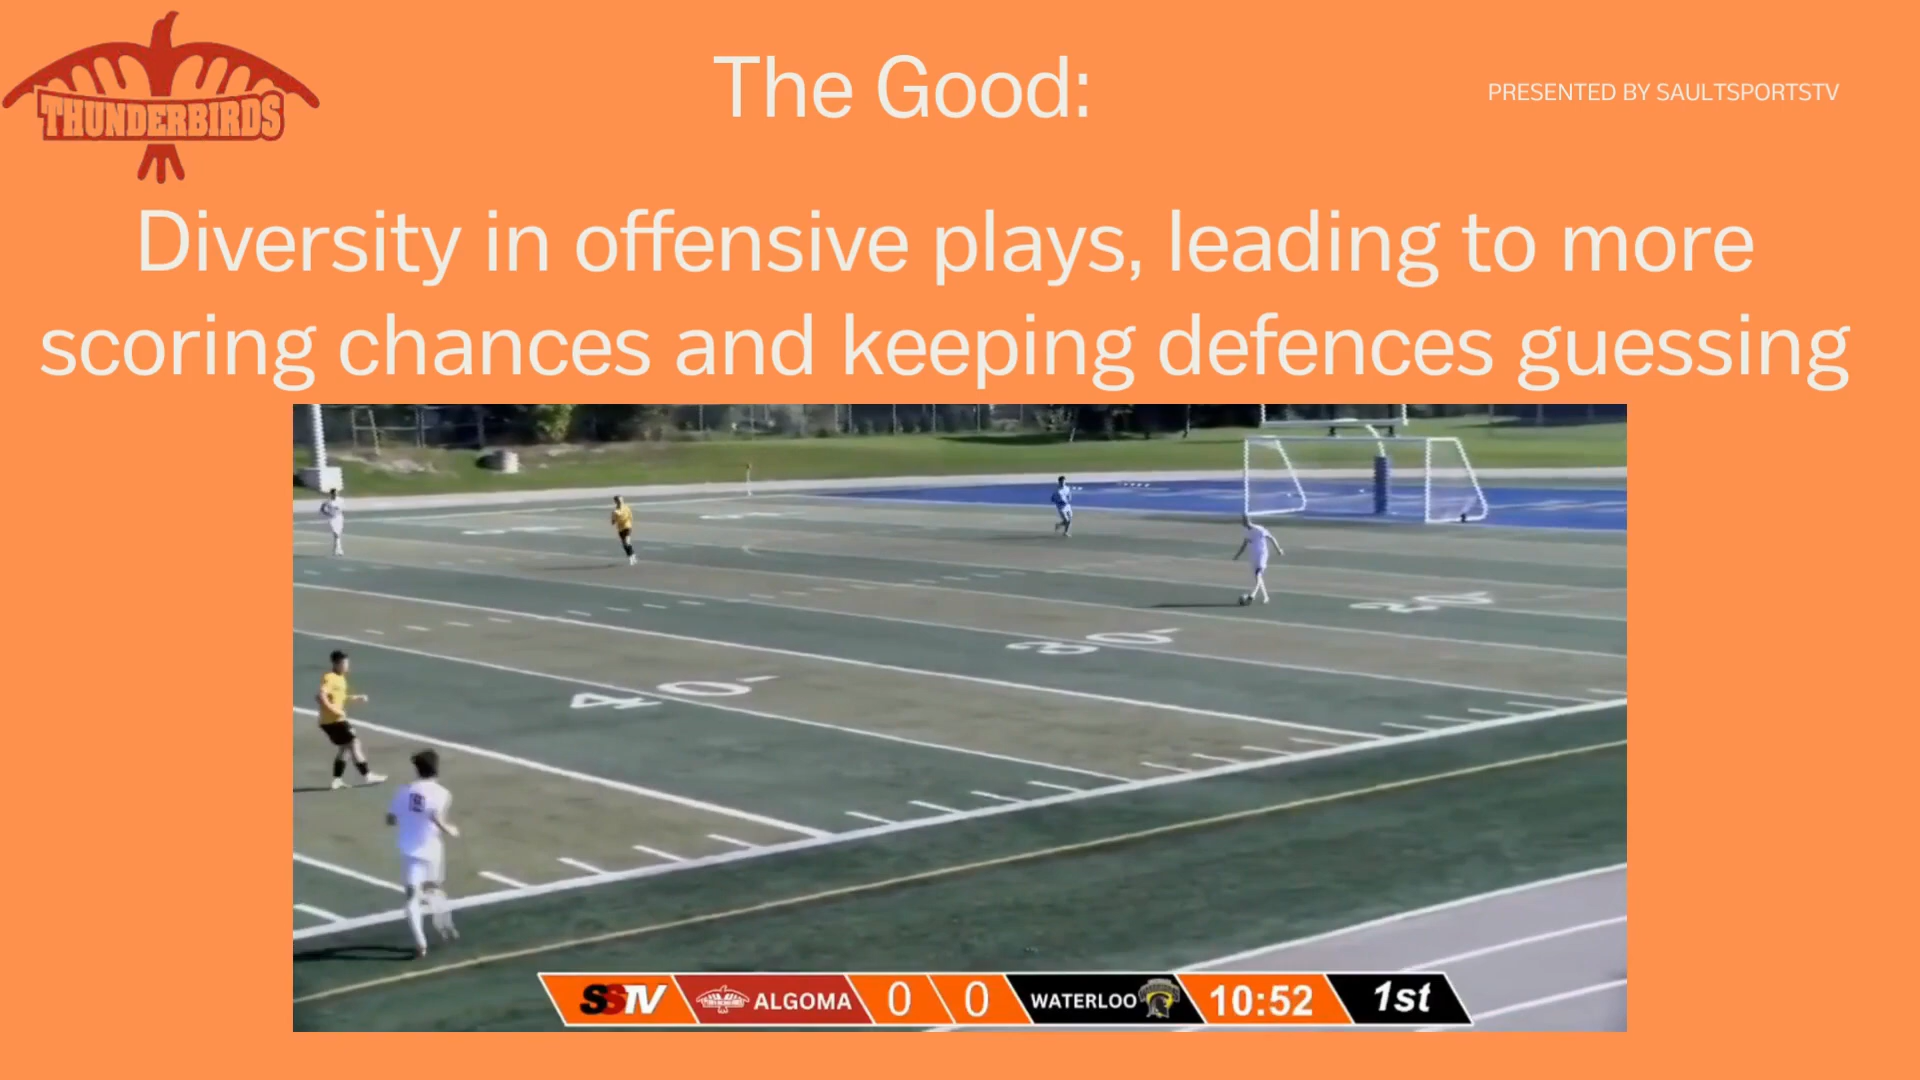 THUNDERBIRDS
The Good:
PRESENTED BY SAULTSPORTSTV
Diversity in offensive plays, leading to more
scoring chances and keeping defences guessing
20
30
40
SSTV ALGOMA 0 0 WATERLOO 10:52 1st